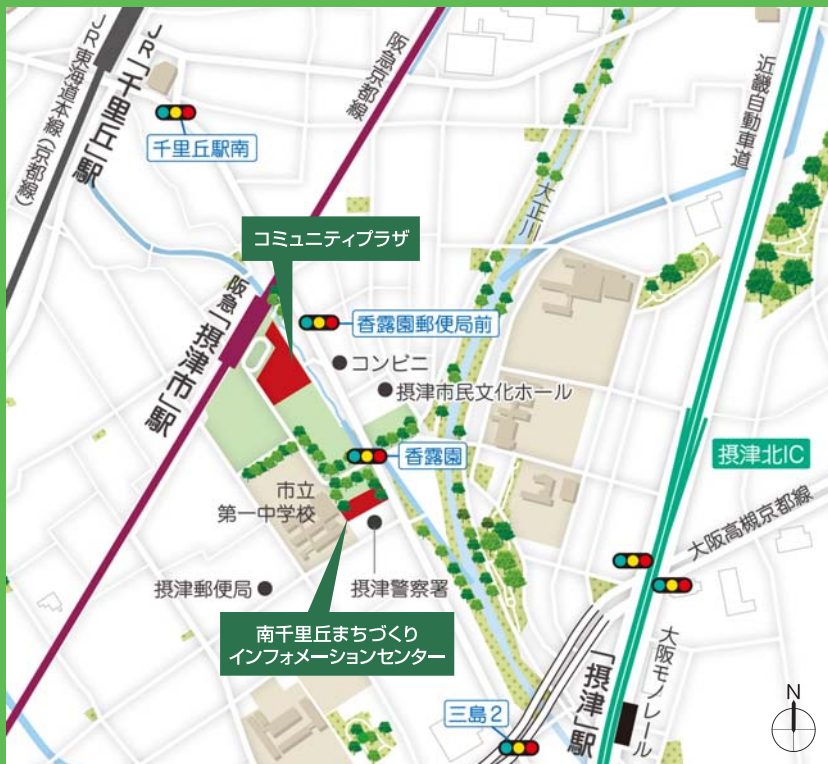 JR「千里丘」駅
JR東海道本線(京都線)
千里丘駅南
阪急京都線
近畿自動車道
大正川
コミュニティプラザ
阪急「摂津市」駅
香露園郵便局前
コンビニ
摂津市民文化ホール
香露園
摂津北IC
市立
第一中学校
大阪高槻京都線
摂津郵便局
摂津警察署
南千里丘まちづくり
インフォメーションセンター
三島2
「摂津」駅
大阪モノレール
N